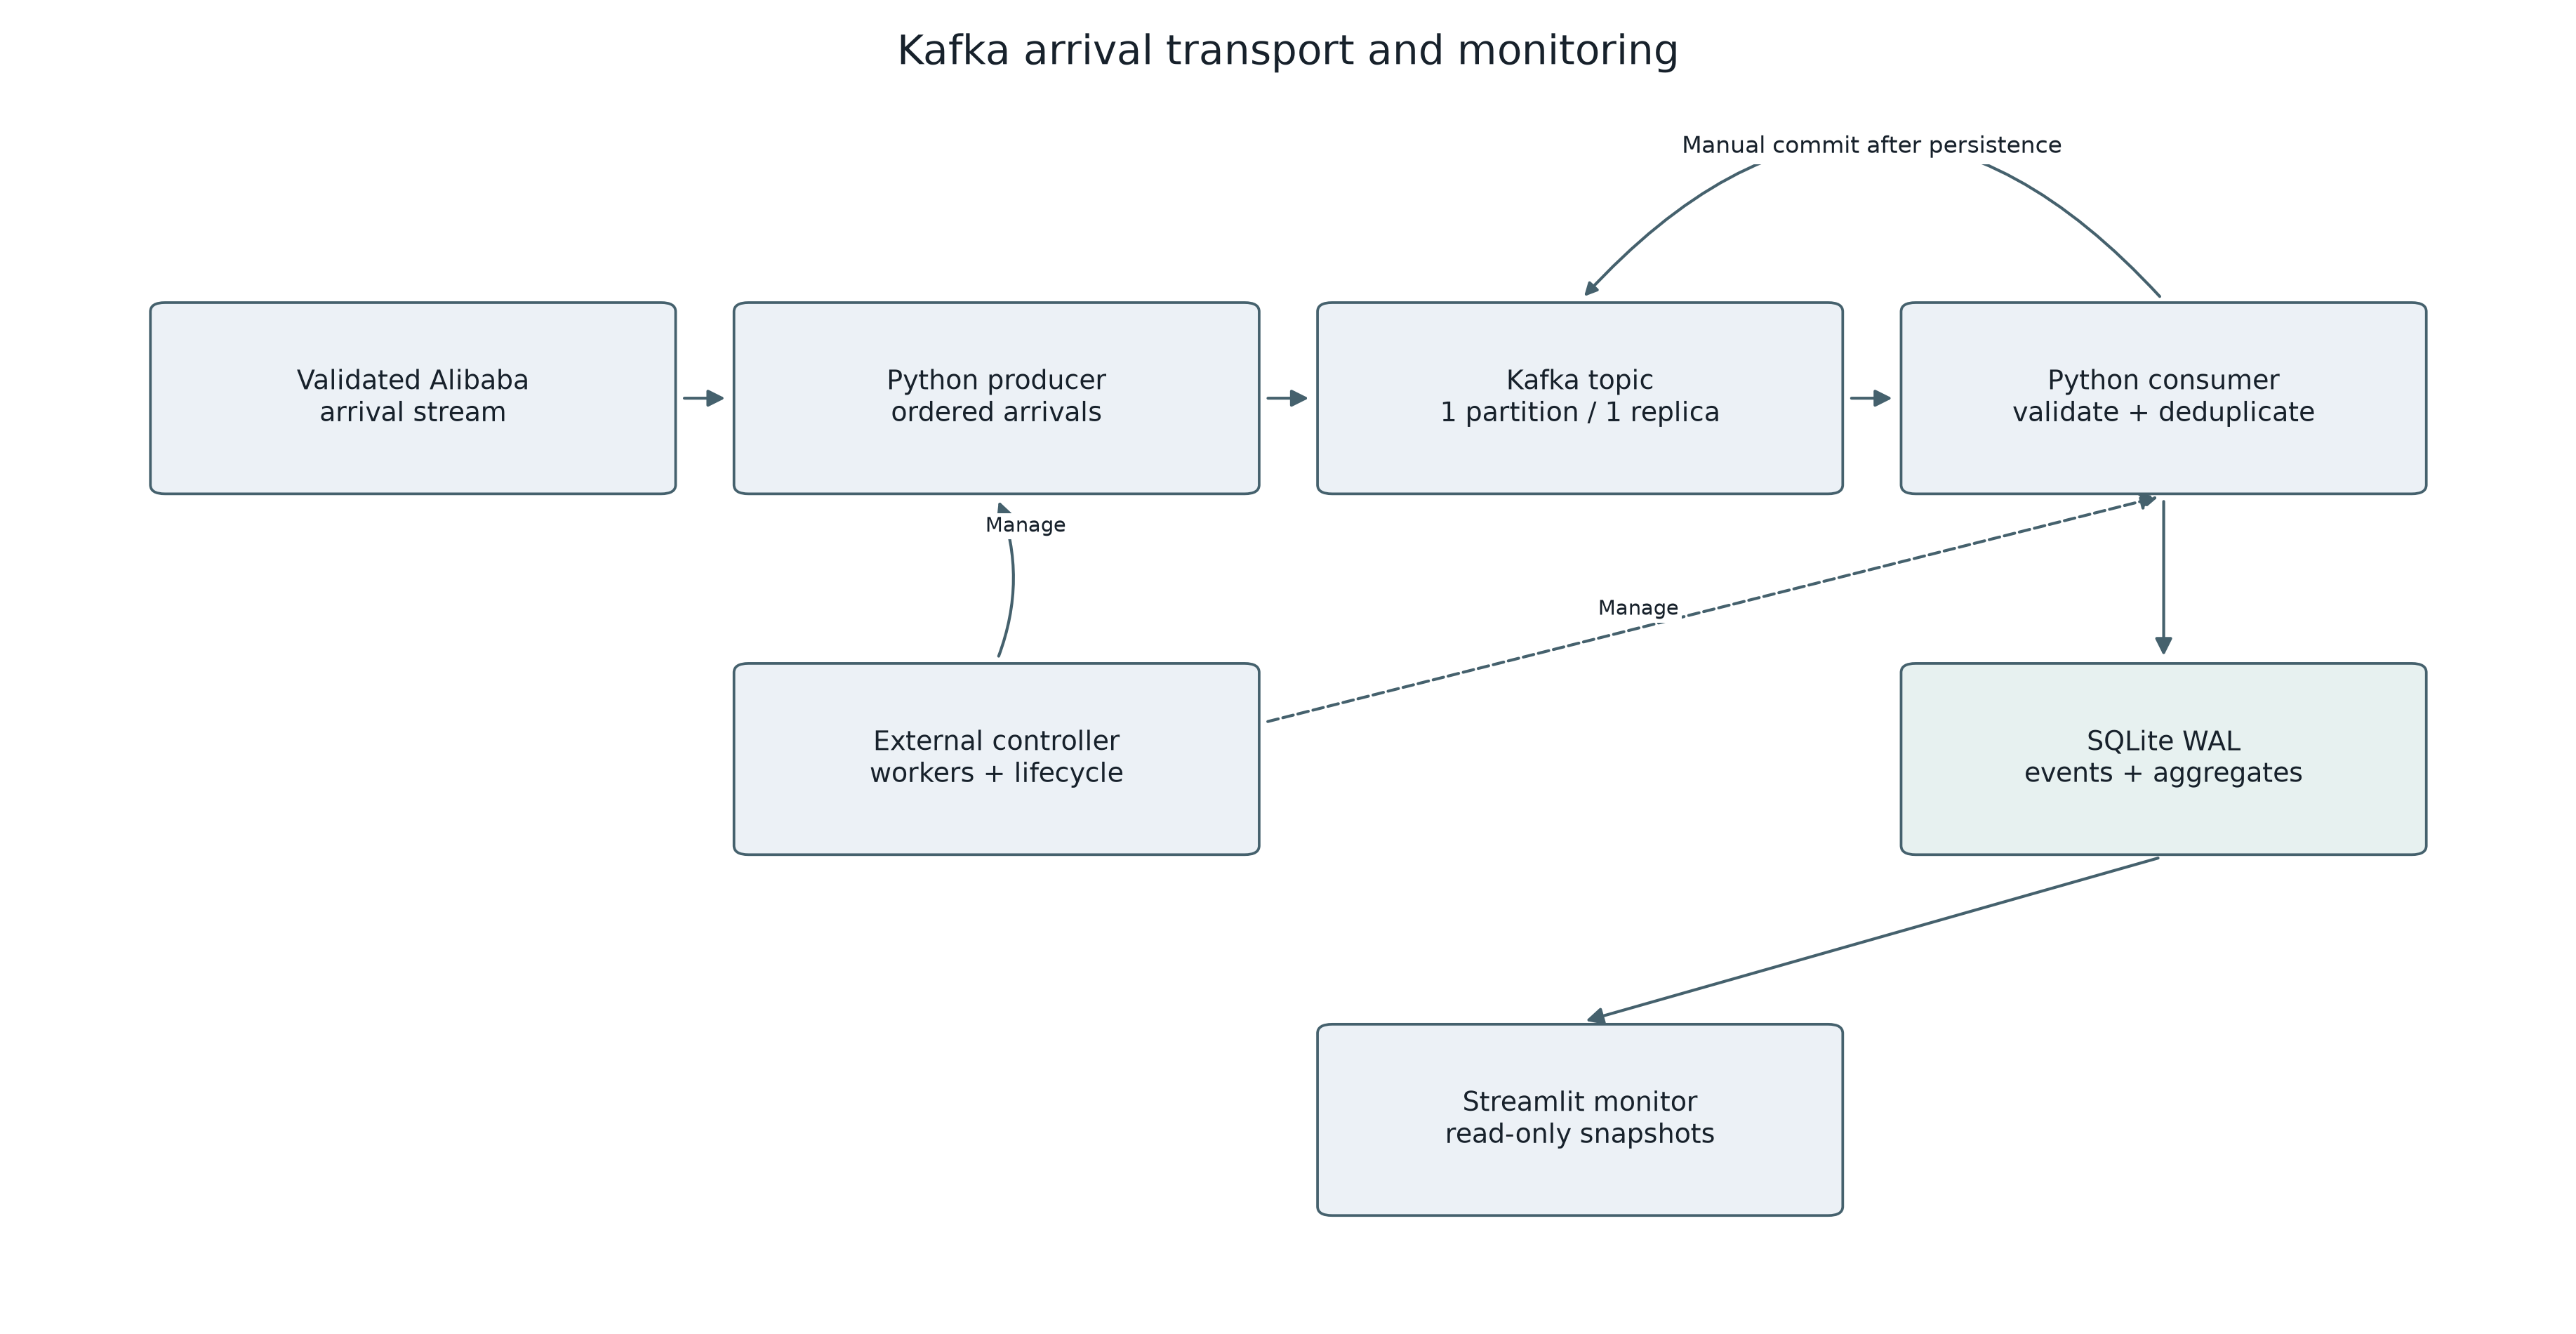 Kafka arrival transport and monitoring
Manual commit after persistence
Validated Alibaba
arrival stream
Python producer
ordered arrivals
Kafka topic
1 partition / 1 replica
Python consumer
validate + deduplicate
Manage
Manage
External controller
workers + lifecycle
SQLite WAL
events + aggregates
Streamlit monitor
read-only snapshots